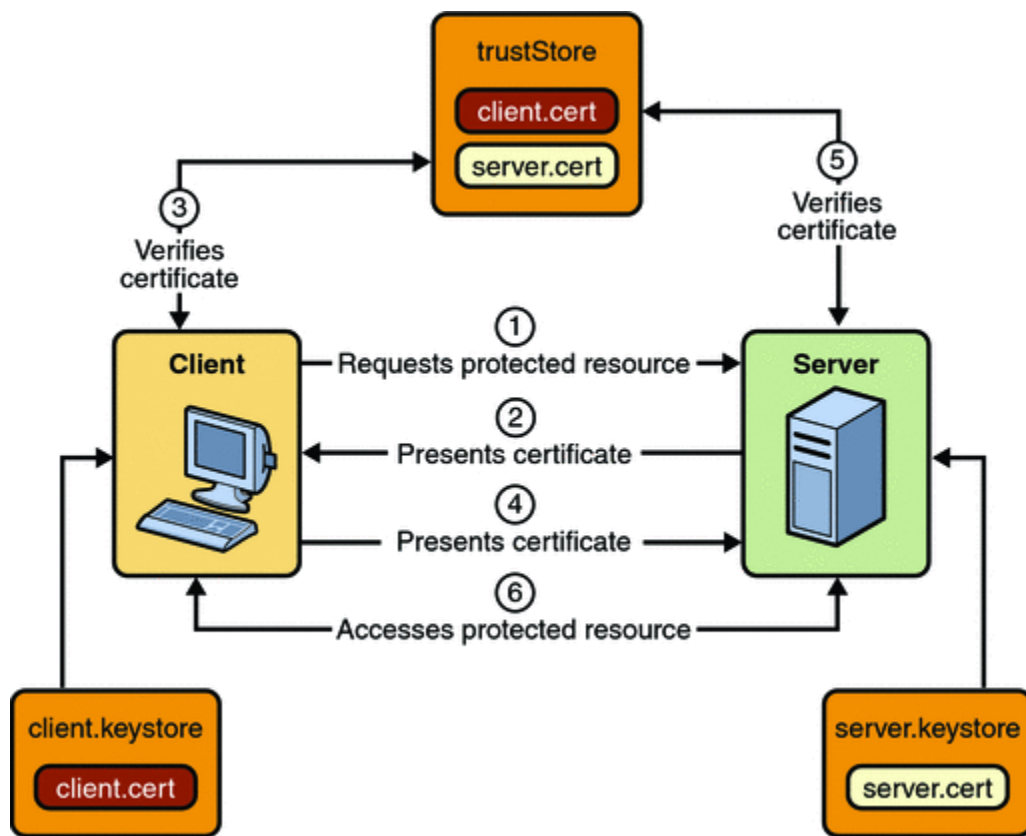 trustStore
client.cert
server.cert
3
Verifies
certificate
5
Verifies
certificate
Client
1
Requests protected resource
2
Presents certificate
4
Presents certificate
6
Accesses protected resource
Server
client.keystore
client.cert
server.keystore
server.cert